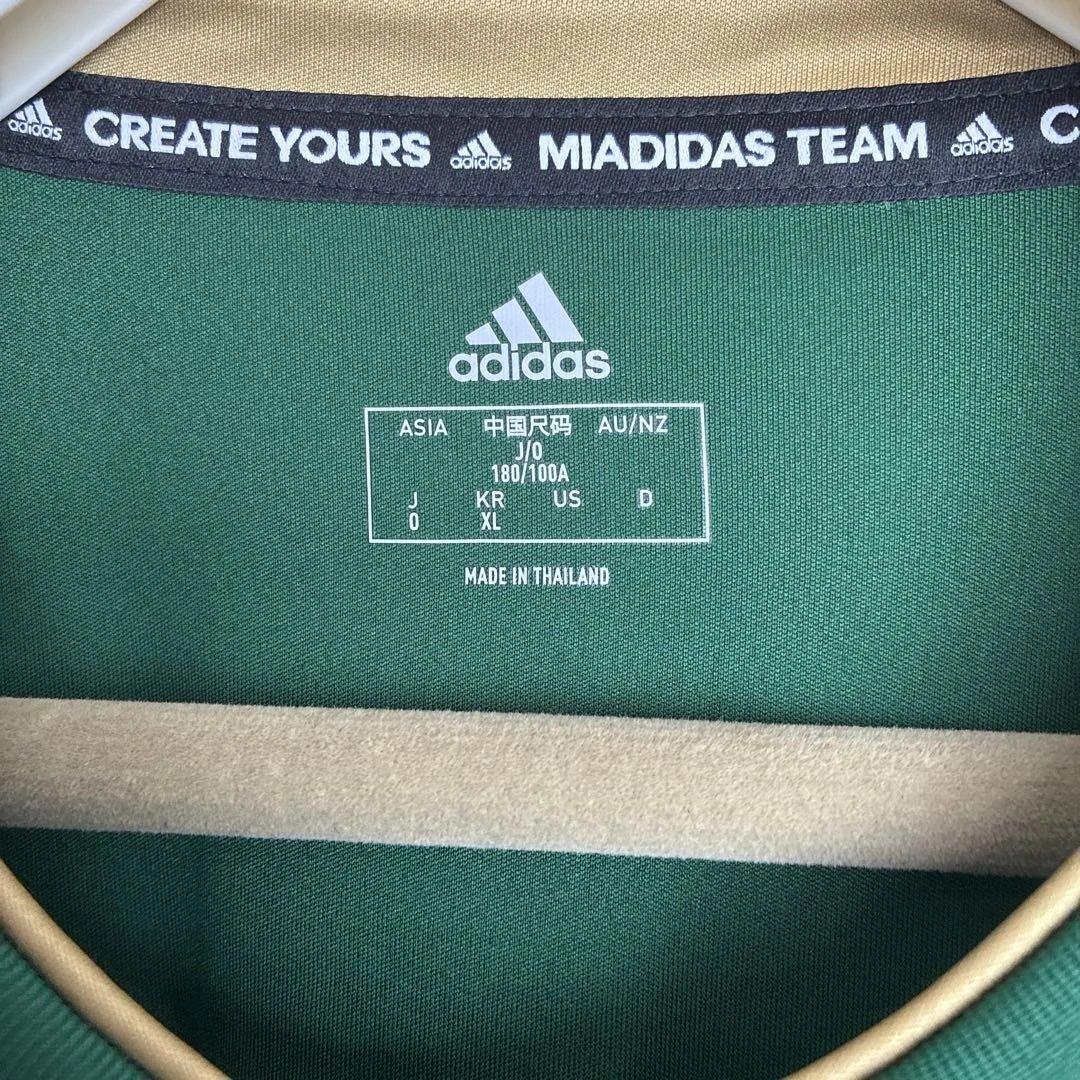 adidas CREATE YOURS adidas MIADIDAS TEAM adidas C
adidas
ASIA 中国尺码 AU/NZ
J/O
180/100A
J KR US D
O XL
MADE IN THAILAND